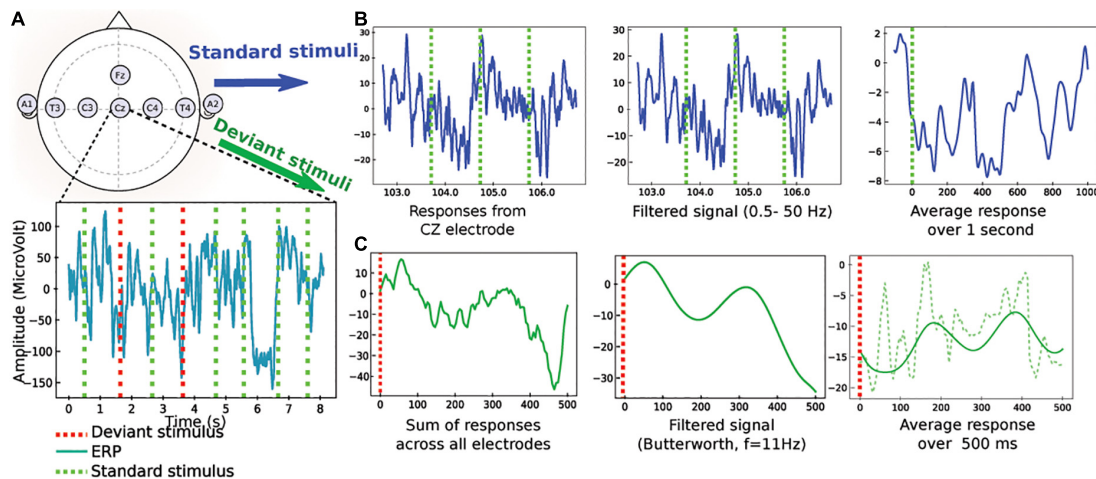 A
Standard stimuli
Deviant stimuli
Fz
A1
T3
C3
Cz
C4
T4
A2
Amplitude (MicroVolt)
100
50
0
−50
−100
−150
0 1 2 3 4 5 6 7 8
Time (s)
Deviant stimulus
ERP
Standard stimulus
B
30
20
10
0
−10
−20
103.0 104.0 105.0 106.0
Responses from
CZ electrode
30
20
10
0
−10
−20
103.0 104.0 105.0 106.0
Filtered signal (0.5- 50 Hz)
2
0
−2
−4
−6
−8
0 200 400 600 800 1000
Average response
over 1 second
C
10
0
−10
−20
−30
−40
0 100 200 300 400 500
Sum of responses
across all electrodes
0
−10
−20
−30
0 100 200 300 400 500
Filtered signal
(Butterworth, f=11Hz)
0
−5
−10
−15
−20
0 100 200 300 400 500
Average response
over 500 ms